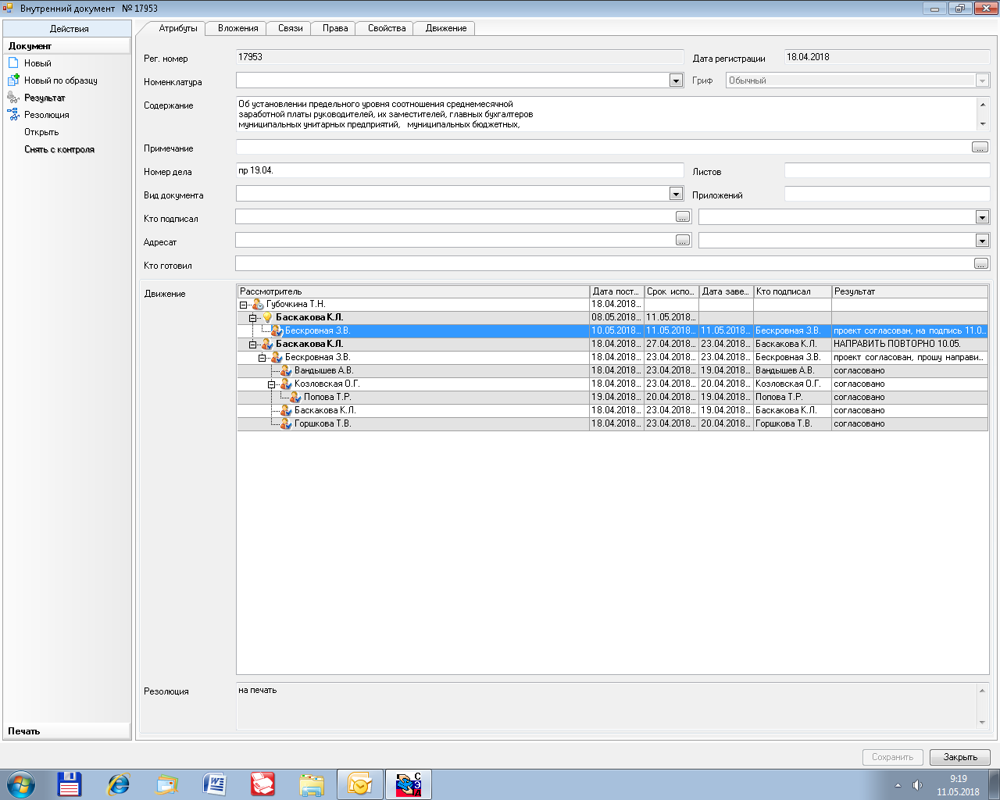 Внутренний документ № 17953
Действия
Документ
Новый
Новый по образцу
Результат
Резолюция
Открыть
Снять с контроля
Печать
Атрибуты Вложения Связи Права Свойства Движение
Рег. номер 17953 Дата регистрации 18.04.2018
Номенклатура Гриф Обычный
Содержание Об установлении предельного уровня соотношения среднемесячной
заработной платы руководителей, их заместителей, главных бухгалтеров
муниципальных унитарных предприятий, муниципальных бюджетных,
Примечание ...
Номер дела пр 19.04. Листов
Вид документа Приложений
Кто подписал ...
Адресат ...
Кто готовил ...
Движение
Рассмотритель Дата пост... Срок испо... Дата заве... Кто подписал Результат
Губочкина Т.Н. 18.04.2018...
Баскакова К.Л. 08.05.2018... 11.05.2018...
Бескровная З.В. 10.05.2018... 11.05.2018... 11.05.2018... Бескровная З.В. проект согласован, на подпись 11.0...
Баскакова К.Л. 18.04.2018... 27.04.2018... 23.04.2018... Баскакова К.Л. НАПРАВИТЬ ПОВТОРНО 10.05.
Бескровная З.В. 18.04.2018... 23.04.2018... 23.04.2018... Бескровная З.В. проект согласован, прошу направи...
Вандышев А.В. 18.04.2018... 23.04.2018... 19.04.2018... Вандышев А.В. согласовано
Козловская О.Г. 18.04.2018... 23.04.2018... 20.04.2018... Козловская О.Г. согласовано
Попова Т.Р. 19.04.2018... 20.04.2018... 19.04.2018... Попова Т.Р. согласовано
Баскакова К.Л. 18.04.2018... 23.04.2018... 19.04.2018... Баскакова К.Л. согласовано
Горшкова Т.В. 18.04.2018... 23.04.2018... 20.04.2018... Горшкова Т.В. согласовано
Резолюция на печать
Сохранить Закрыть
СЭД
9:19
11.05.2018